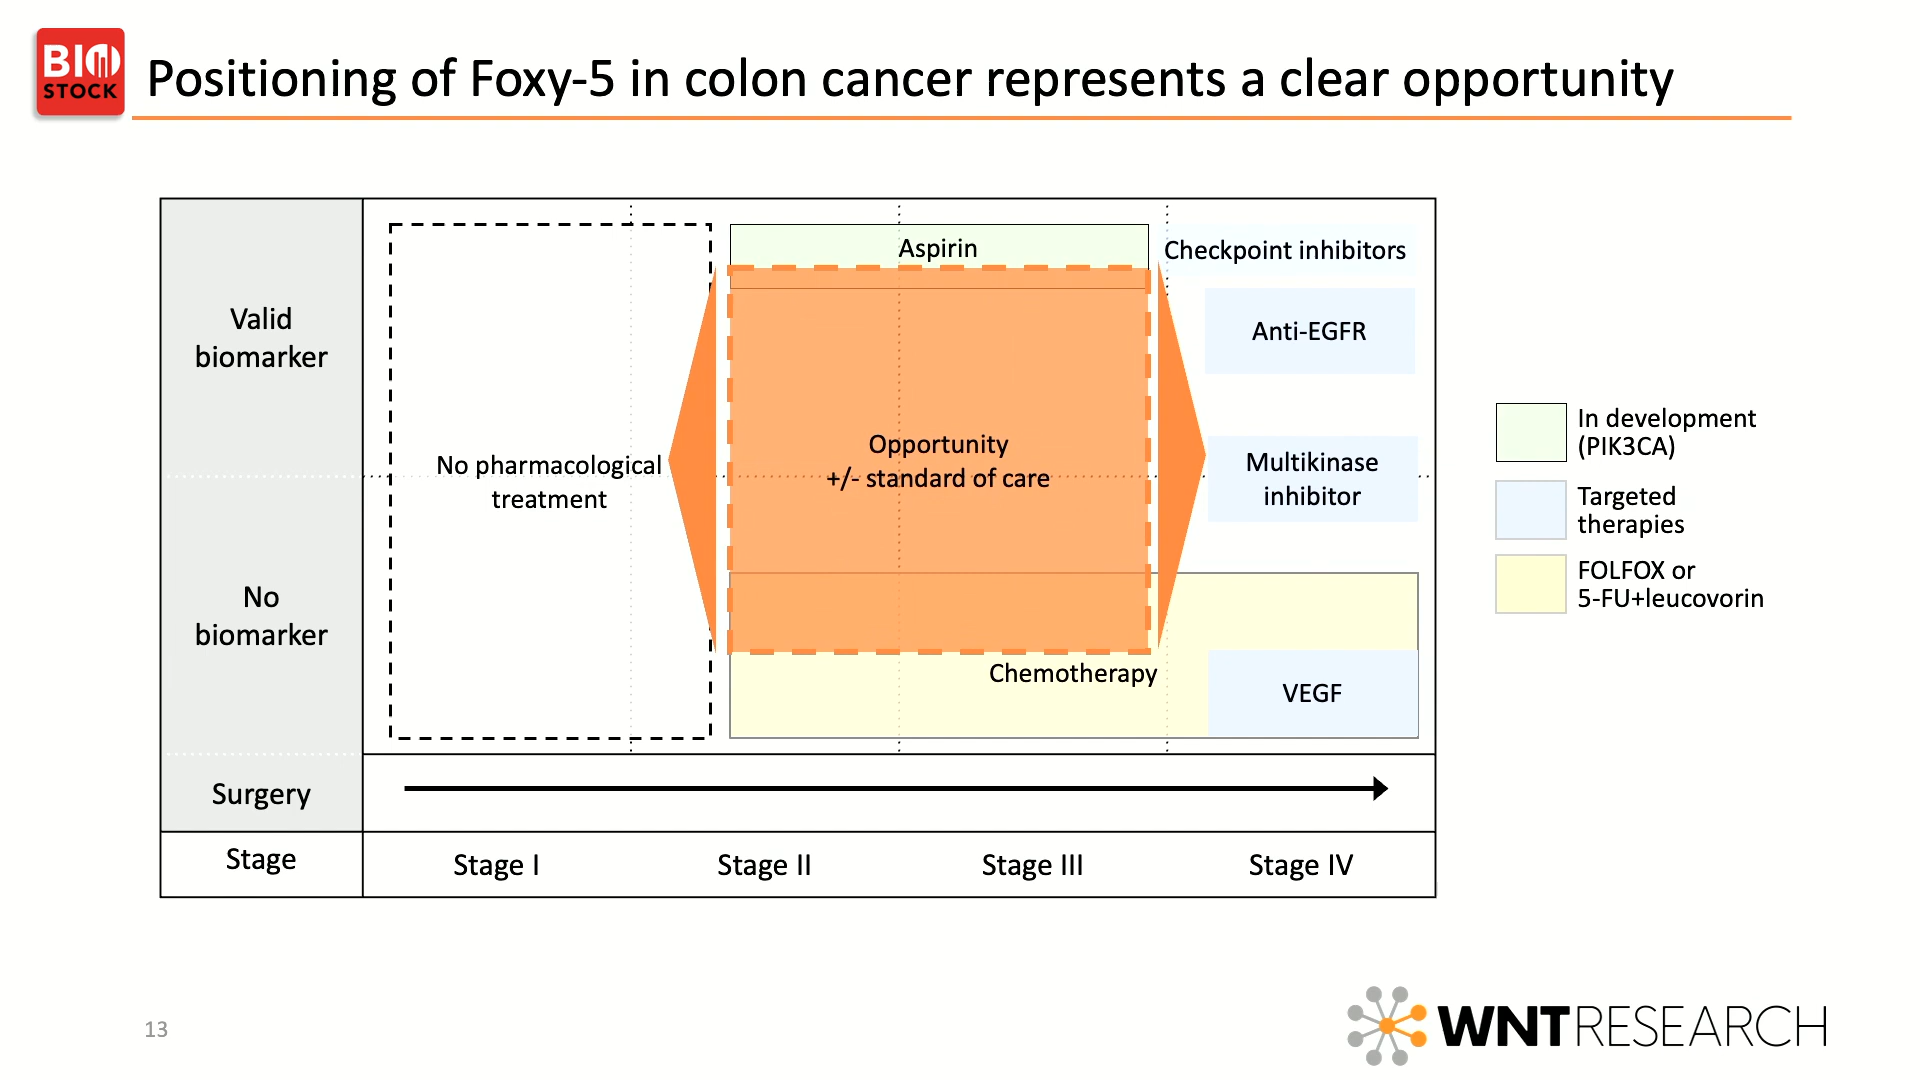 BIO
STOCK
Positioning of Foxy-5 in colon cancer represents a clear opportunity
Valid
biomarker
No
biomarker
Surgery
Stage
No pharmacological
treatment
Aspirin
Opportunity
+/- standard of care
Chemotherapy
Checkpoint inhibitors
Anti-EGFR
Multikinase
inhibitor
VEGF
Stage I
Stage II
Stage III
Stage IV
In development
(PIK3CA)
Targeted
therapies
FOLFOX or
5-FU+leucovorin
13
WNTRESEARCH